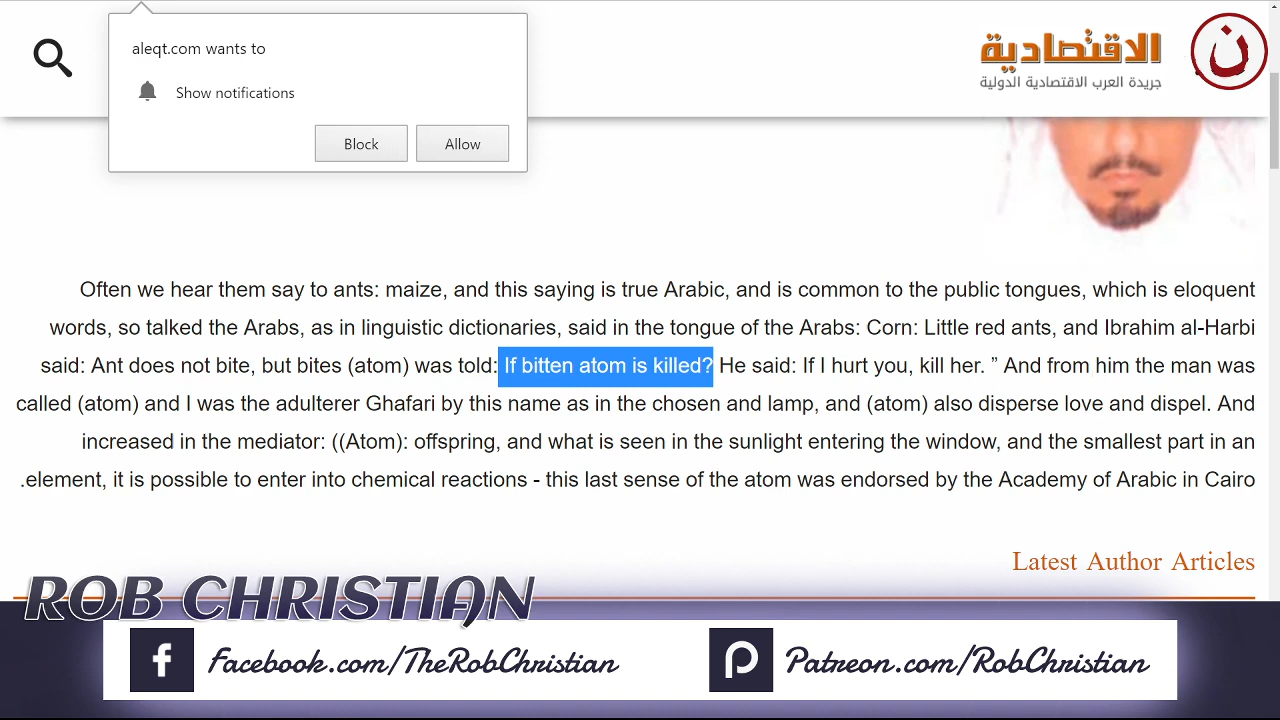 aleqt.com wants to
Show notifications
Block
Allow
الاقتصادية
جريدة العرب الاقتصادية الدولية
ن
Often we hear them say to ants: maize, and this saying is true Arabic, and is common to the public tongues, which is eloquent
words, so talked the Arabs, as in linguistic dictionaries, said in the tongue of the Arabs: Corn: Little red ants, and Ibrahim al-Harbi
said: Ant does not bite, but bites (atom) was told: If bitten atom is killed? He said: If I hurt you, kill her. ” And from him the man was
called (atom) and I was the adulterer Ghafari by this name as in the chosen and lamp, and (atom) also disperse love and dispel. And
increased in the mediator: ((Atom): offspring, and what is seen in the sunlight entering the window, and the smallest part in an
.element, it is possible to enter into chemical reactions - this last sense of the atom was endorsed by the Academy of Arabic in Cairo
Latest Author Articles
ROB CHRISTIAN
Facebook.com/TheRobChristian
Patreon.com/RobChristian